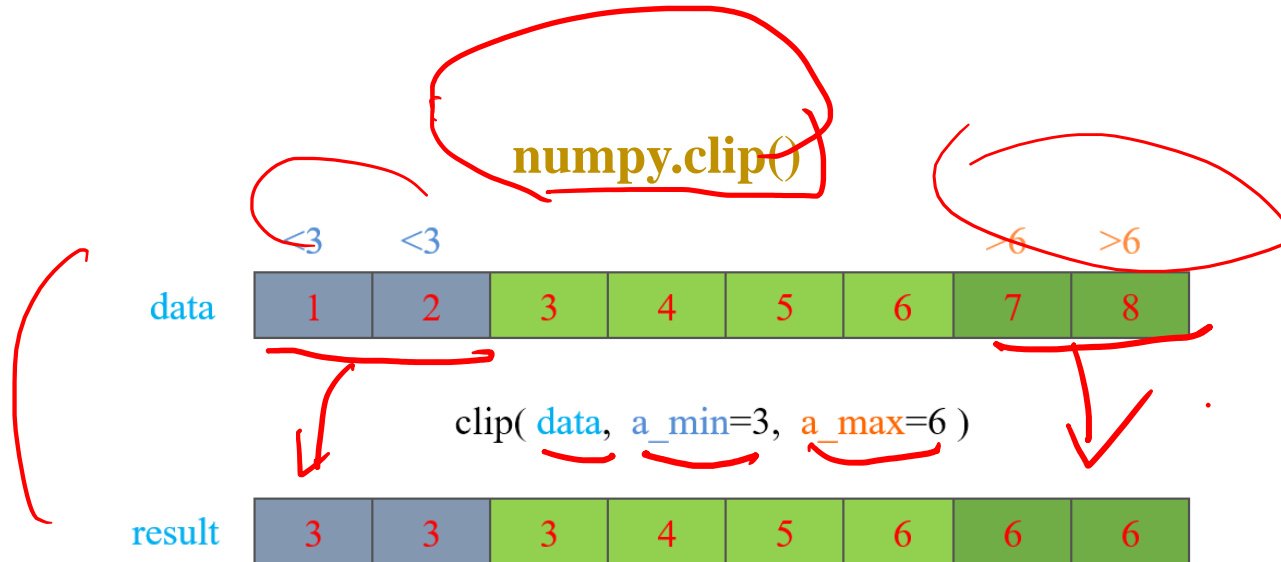 numpy.clip()
<3 <3 >6 >6
data 1 2 3 4 5 6 7 8
clip( data, a_min=3, a_max=6 )
result 3 3 3 4 5 6 6 6